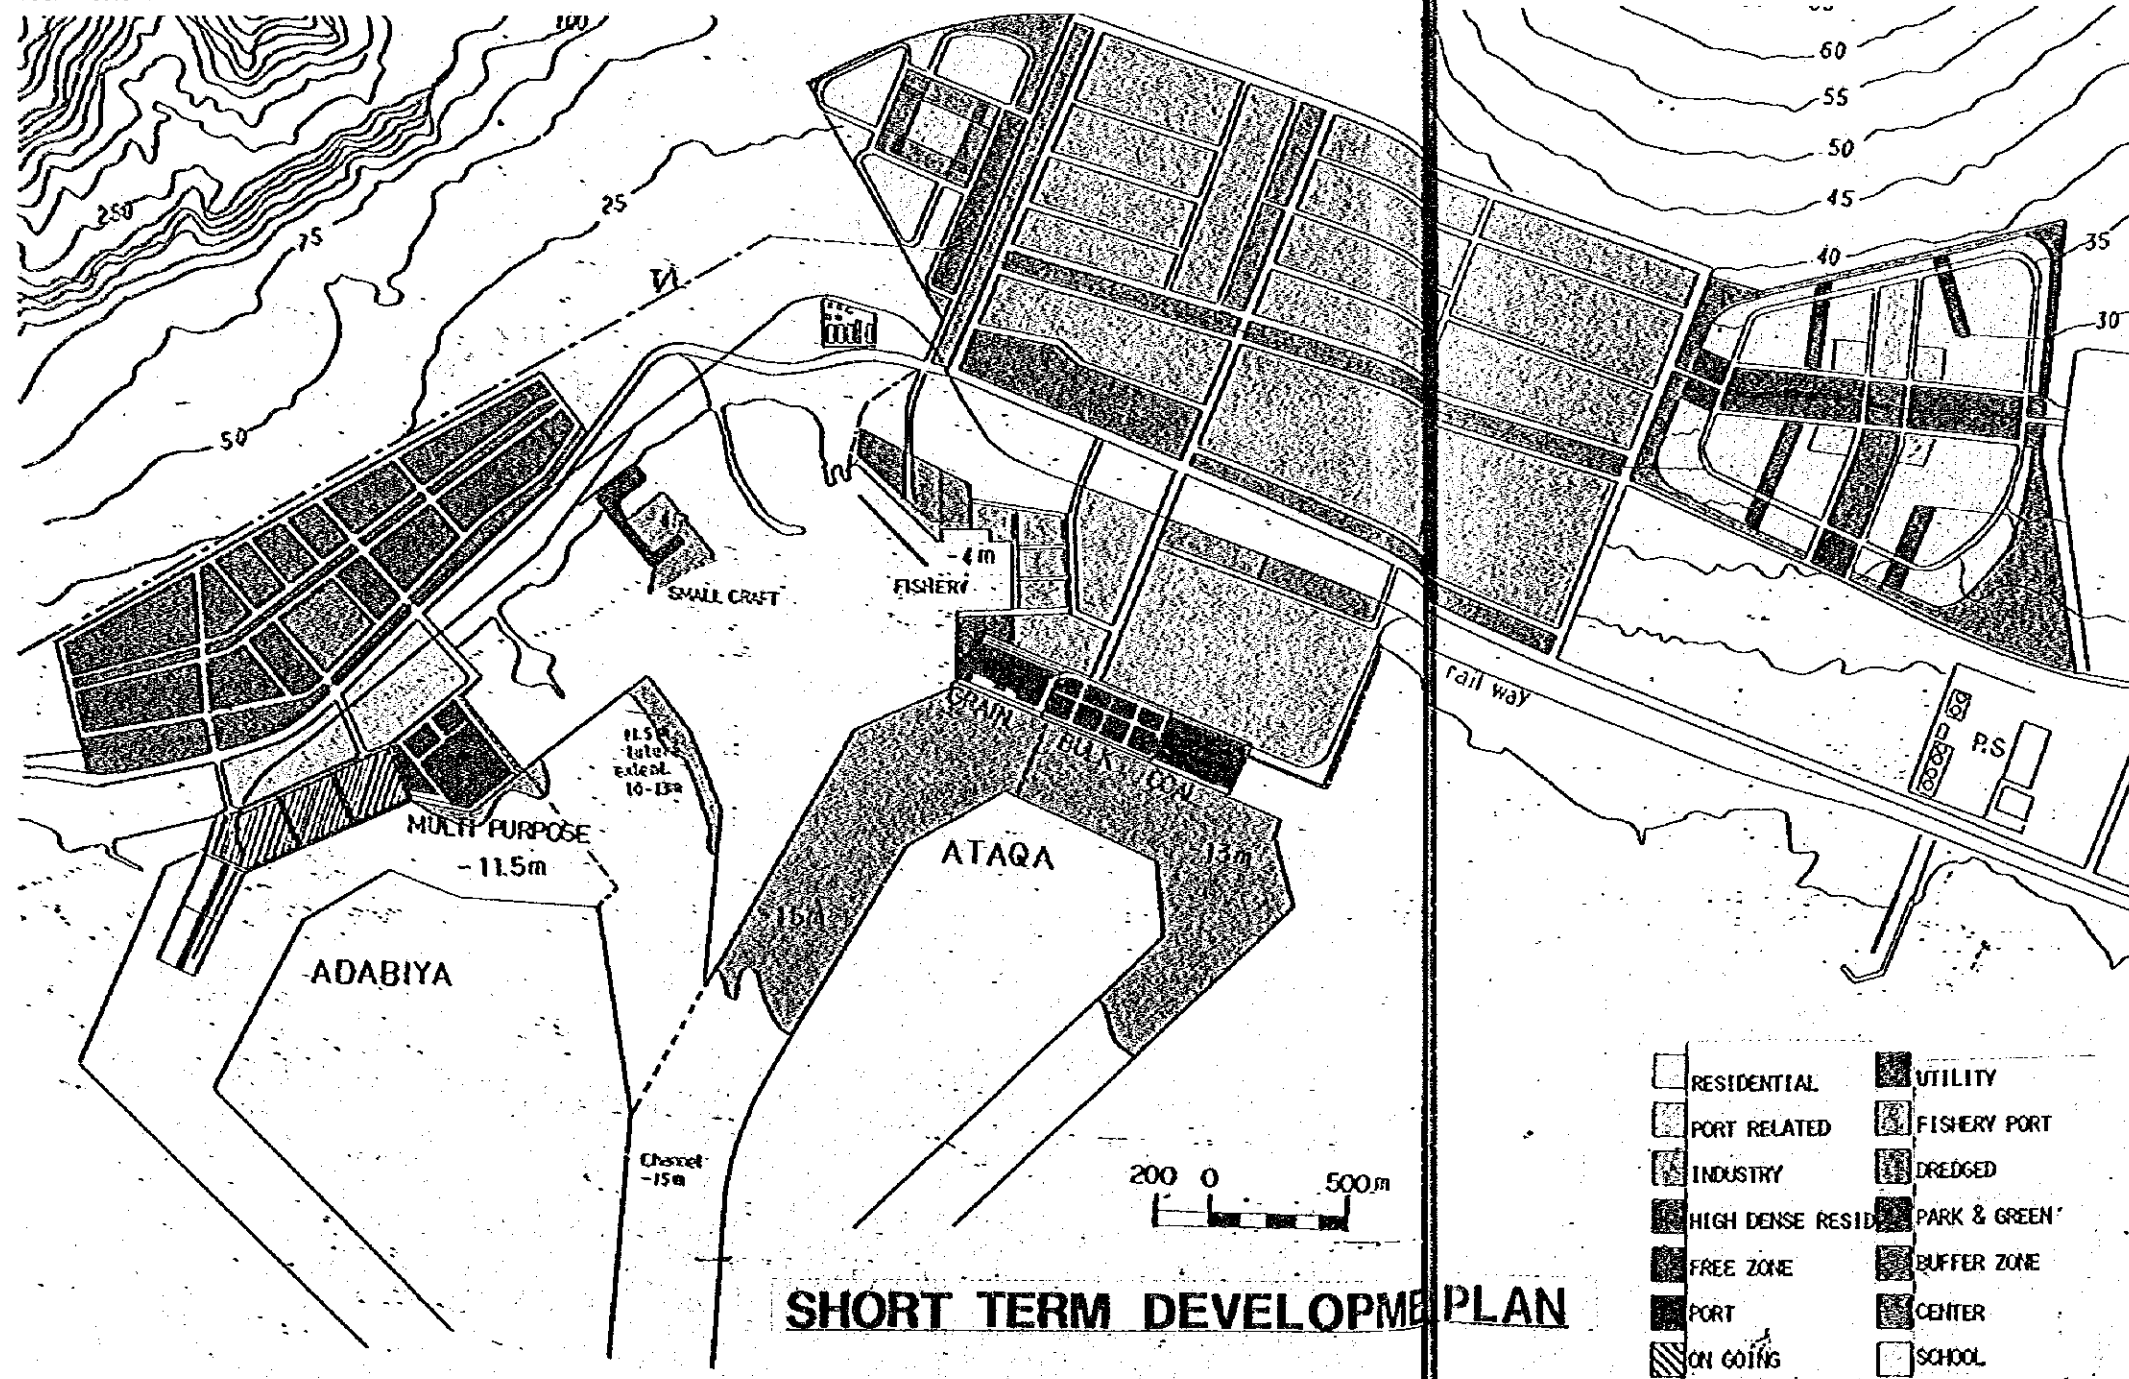 100
60
55
50
45
40
35
30
250
75
25
50
-4m
FISHERY
SMALL CRAFT
rail way
P.S
GRAIN
BULK
COAL
10-13m
MULTI PURPOSE
-11.5m
ATAQA
-13m
ADABIYA
Channel
-15m
200 0 500m
SHORT TERM DEVELOPME PLAN
RESIDENTIAL
PORT RELATED
INDUSTRY
HIGH DENSE RESID
FREE ZONE
PORT
ON GOING
UTILITY
FISHERY PORT
DREDGED
PARK & GREEN
BUFFER ZONE
CENTER
SCHOOL